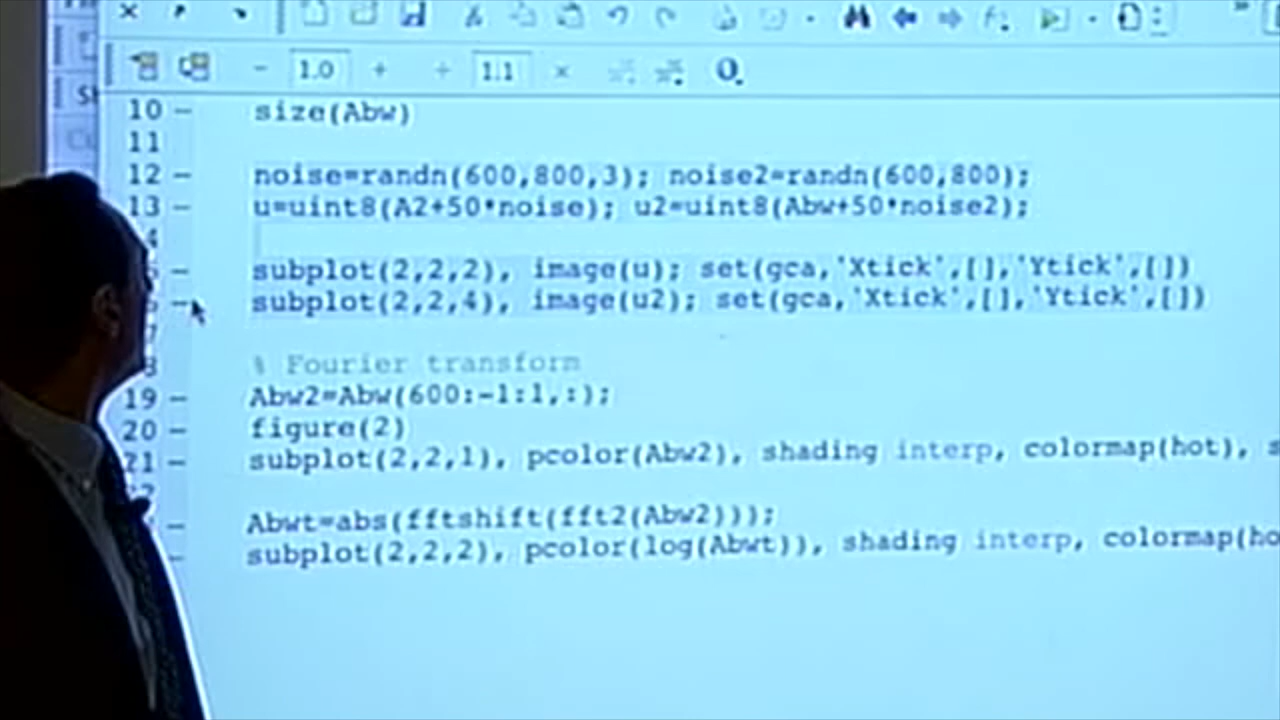 1.0
1.1
10 - size(Abw)
11
12 - noise=randn(600,800,3); noise2=randn(600,800);
13 - u=uint8(A2+50*noise); u2=uint8(Abw+50*noise2);
4
- subplot(2,2,2), image(u); set(gca,'Xtick',[],'Ytick',[])
- subplot(2,2,4), image(u2); set(gca,'Xtick',[],'Ytick',[])
7
8 % Fourier transform
19 - Abw2=Abw(600:-1:1,:);
20 - figure(2)
21 - subplot(2,2,1), pcolor(Abw2), shading interp, colormap(hot), s
Abwt=abs(fftshift(fft2(Abw2)));
- subplot(2,2,2), pcolor(log(Abwt)), shading interp, colormap(ho